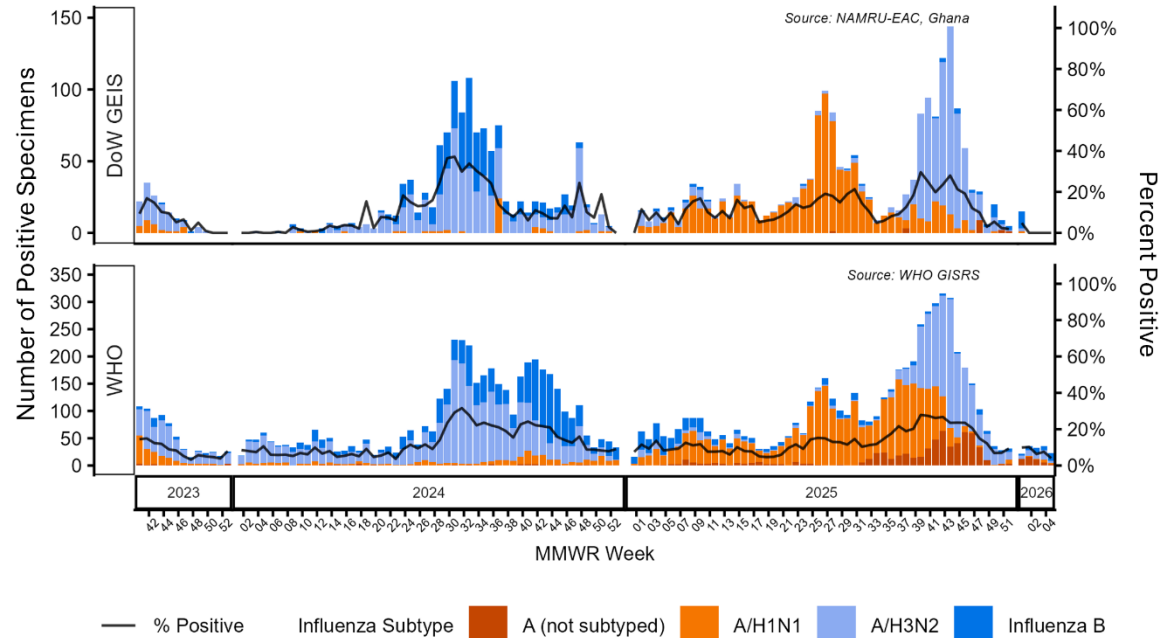 Number of Positive Specimens
150
100
50
0
DoW GEIS
Source: NAMRU-EAC, Ghana
100%
80%
60%
40%
20%
0%
Percent Positive
350
300
250
200
150
100
50
0
WHO
Source: WHO GISRS
100%
80%
60%
40%
20%
0%
2023 2024 2025 2026
42 44 46 48 50 52 02 04 06 08 10 12 14 16 18 20 22 24 26 28 30 32 34 36 38 40 42 44 46 48 50 52 01 03 05 07 09 11 13 15 17 19 21 23 25 27 29 31 33 35 37 39 41 43 45 47 49 51 02 04
MMWR Week
% Positive Influenza Subtype A (not subtyped) A/H1N1 A/H3N2 Influenza B